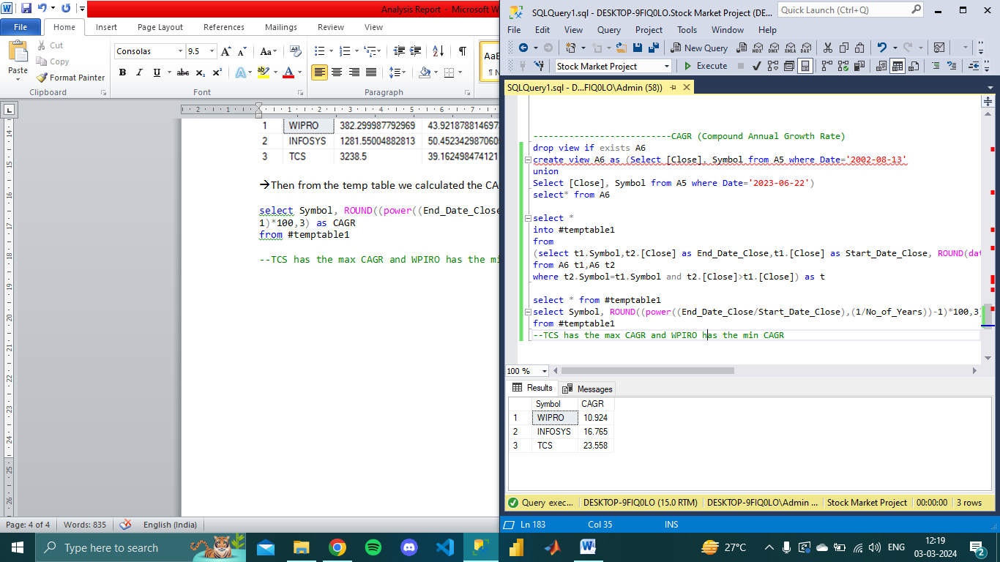 Analysis Report - Microsoft W
File
Home
Insert
Page Layout
References
Mailings
Review
View
Paste
Cut
Copy
Format Painter
Clipboard
Consolas
9.5
Font
Paragraph
AaB
¶ N
1 WIPRO 382.299987792969
2 INFOSYS 1281.55004882813
3 TCS 3238.5 39.162498474121
→Then from the temp table we calculated the CA
select Symbol, ROUND((power((End_Date_Close
1)*100,3) as CAGR
from #temptable1
--TCS has the max CAGR and WPIRO has the mi
Page: 4 of 4
Words: 835
English (India)
SQLQuery1.sql - DESKTOP-9FIQ0LO.Stock Market Project (DE...
Quick Launch (Ctrl+Q)
File Edit View Query Project Tools Window Help
New Query
MDX DMX XMLA DAX
Stock Market Project
Execute
SQLQuery1.sql - D...FIQ0LO\Admin (58))
---------------------------CAGR (Compound Annual Growth Rate)
drop view if exists A6
create view A6 as (Select [Close], Symbol from A5 where Date='2002-08-13'
union
Select [Close], Symbol from A5 where Date='2023-06-22')
select* from A6
select *
into #temptable1
from
(select t1.Symbol,t2.[Close] as End_Date_Close,t1.[Close] as Start_Date_Close, ROUND(dat
from A6 t1,A6 t2
where t2.Symbol=t1.Symbol and t2.[Close]>t1.[Close]) as t
select * from #temptable1
select Symbol, ROUND((power((End_Date_Close/Start_Date_Close),(1/No_of_Years))-1)*100,3)
from #temptable1
--TCS has the max CAGR and WPIRO has the min CAGR
100 %
Results
Messages
Symbol CAGR
1 WIPRO 10.924
2 INFOSYS 16.765
3 TCS 23.558
Query exec...
DESKTOP-9FIQ0LO (15.0 RTM)
DESKTOP-9FIQ0LO\Admin ...
Stock Market Project
00:00:00
3 rows
Ln 183
Col 35
INS
Type here to search
27°C
ENG
12:19
03-03-2024
2